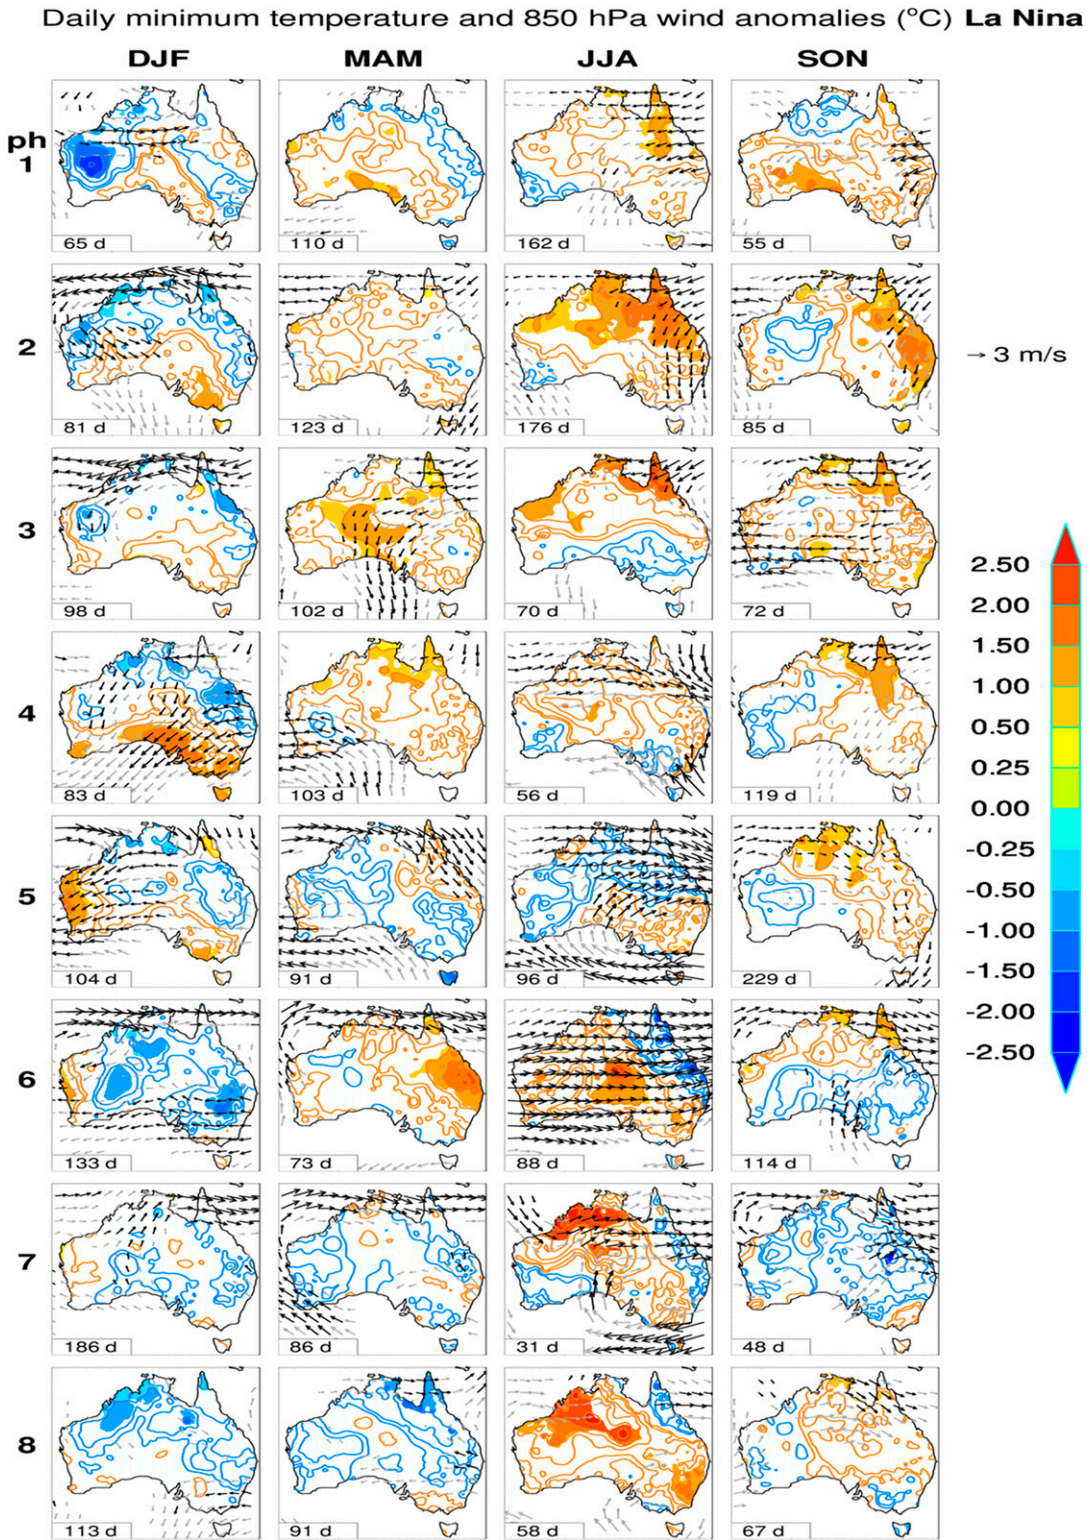 Daily minimum temperature and 850 hPa wind anomalies (°C) La Nina
DJF MAM JJA SON
ph
1
65 d 110 d 162 d 55 d
2
→ 3 m/s
81 d 123 d 176 d 85 d
3
98 d 102 d 70 d 72 d
4
83 d 103 d 56 d 119 d
5
104 d 91 d 96 d 229 d
6
133 d 73 d 88 d 114 d
7
186 d 86 d 31 d 48 d
8
113 d 91 d 58 d 67 d
2.50
2.00
1.50
1.00
0.50
0.25
0.00
-0.25
-0.50
-1.00
-1.50
-2.00
-2.50